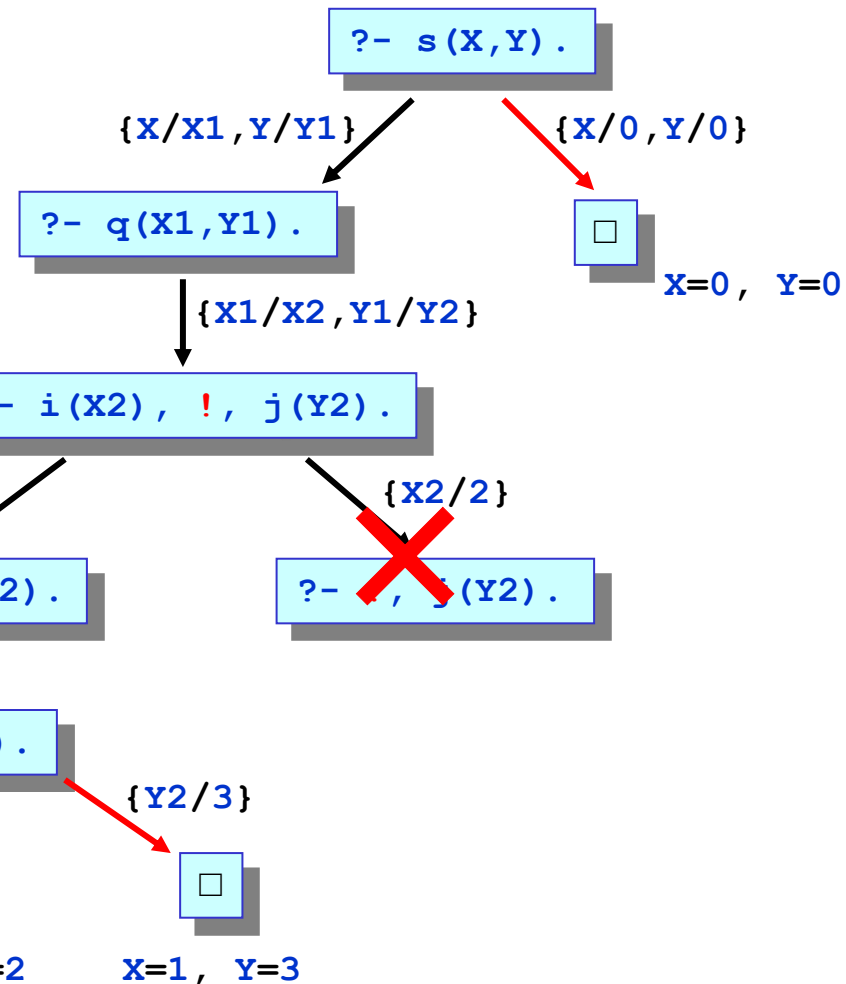 ?- s(X,Y).
{X/X1,Y/Y1}
{X/0,Y/0}
?- q(X1,Y1).
□
X=0, Y=0
{X1/X2,Y1/Y2}
- i(X2), !, j(Y2).
{X2/2}
2).
?- , (Y2).
).
{Y2/3}
□
=2
X=1, Y=3